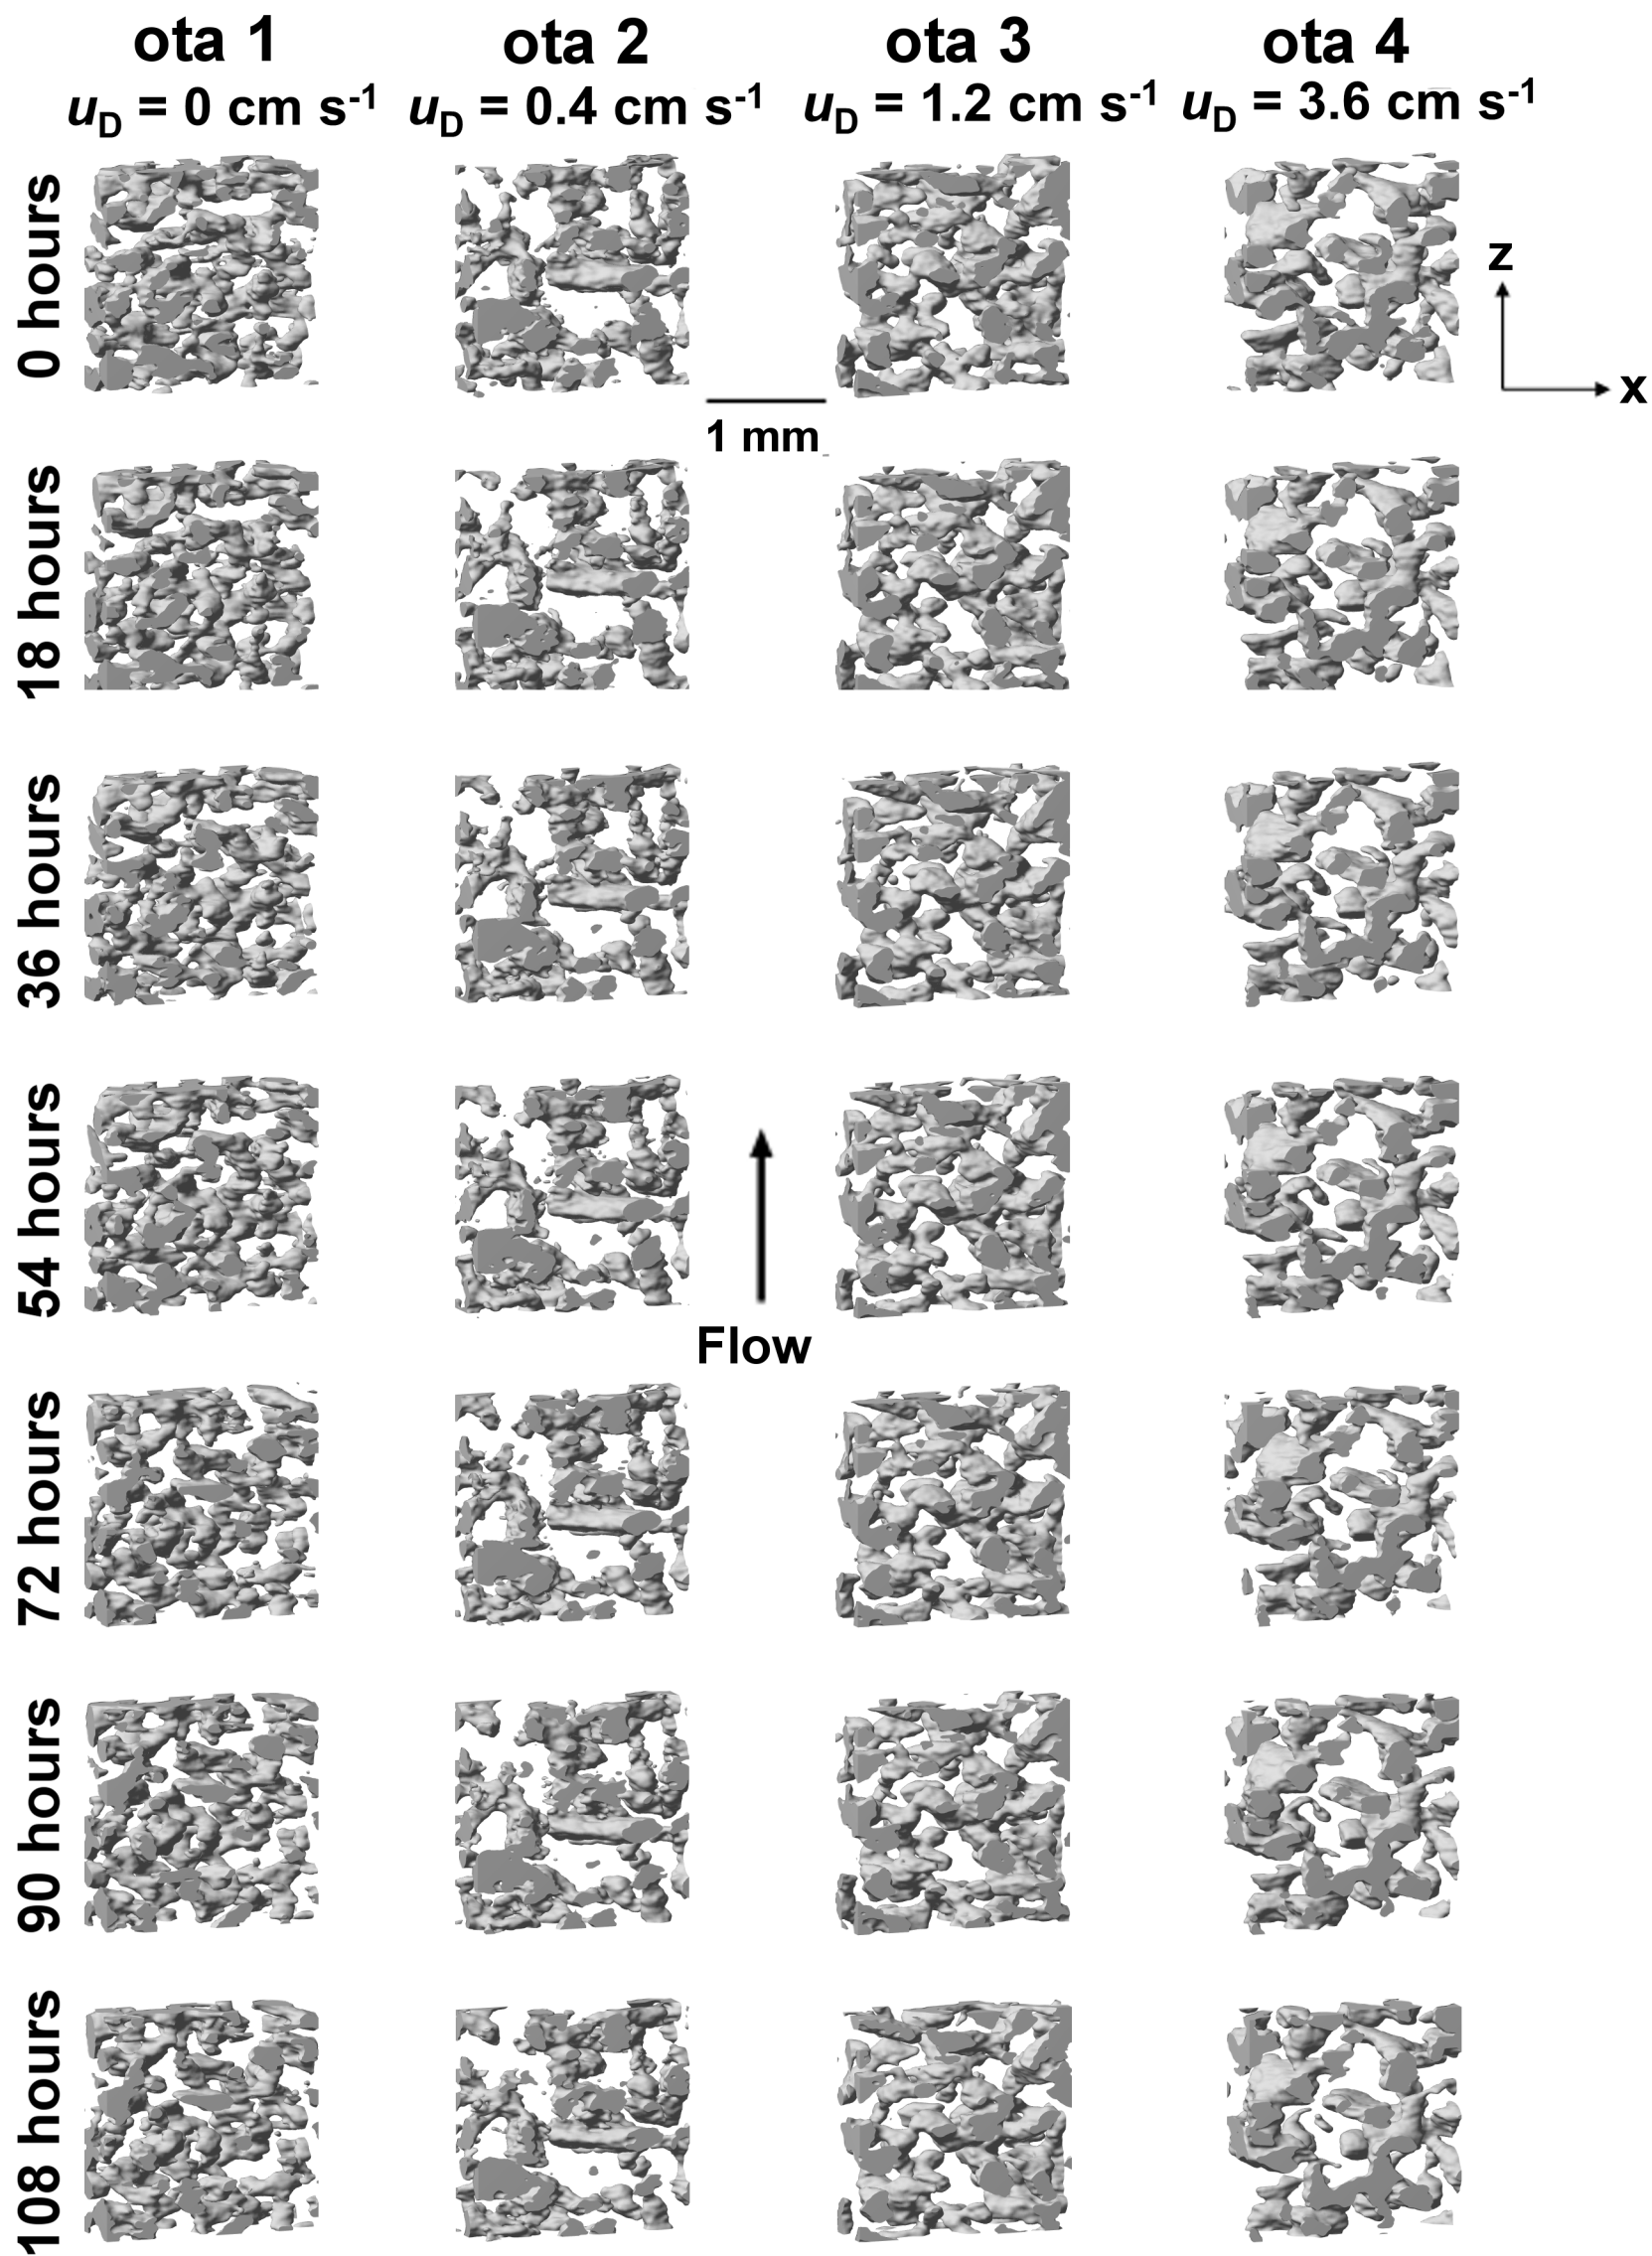 ota 1 ota 2 ota 3 ota 4
uD = 0 cm s-1 uD = 0.4 cm s-1 uD = 1.2 cm s-1 uD = 3.6 cm s-1
0 hours
z
x
1 mm
18 hours
36 hours
54 hours
Flow
72 hours
90 hours
108 hours